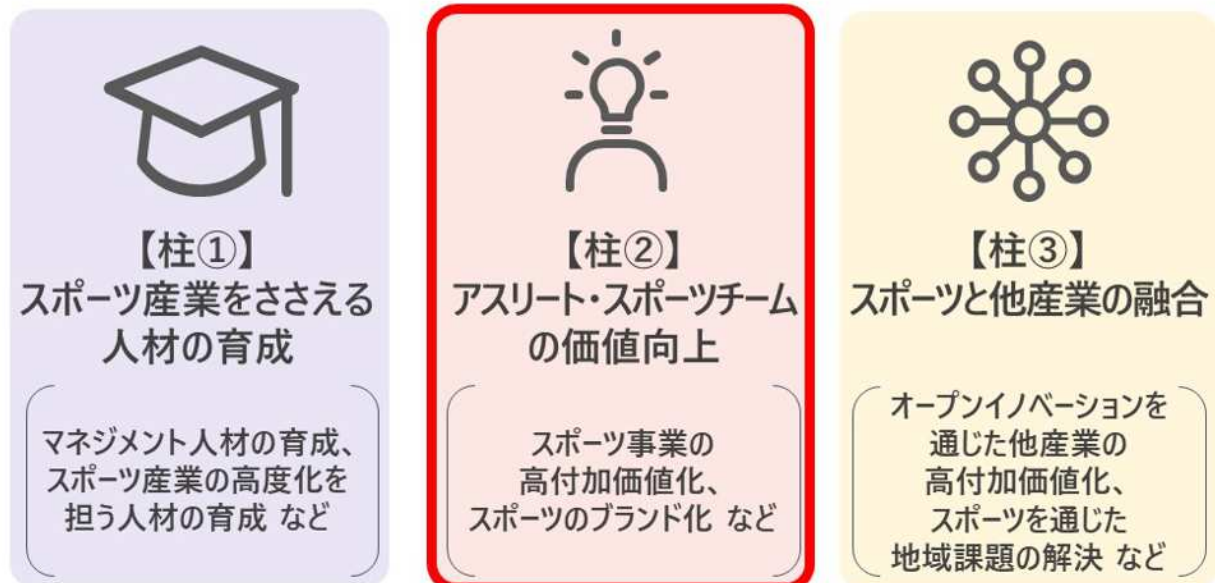 【柱①】
スポーツ産業をささえる
人材の育成
マネジメント人材の育成、
スポーツ産業の高度化を
担う人材の育成 など
【柱②】
アスリート・スポーツチーム
の価値向上
スポーツ事業の
高付加価値化、
スポーツのブランド化 など
【柱③】
スポーツと他産業の融合
オープンイノベーションを
通じた他産業の
高付加価値化、
スポーツを通じた
地域課題の解決 など